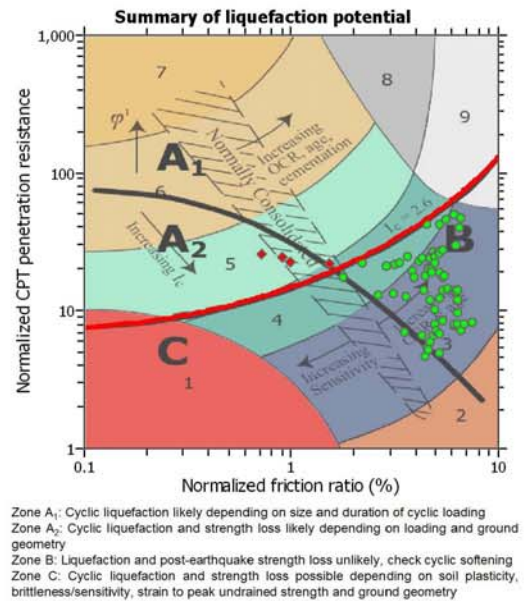 Summary of liquefaction potential
1,000
100
10
1
Normalized CPT penetration resistance
7
8
9
φ'
A1
Increasing
OCR, age,
cementation
Normally Consolidated
6
A2
Increasing Ic
5
Ic = 2.6
B
4
C
1
Increasing
Sensitivity
Increasing
3
2
0.1
1
10
Normalized friction ratio (%)
Zone A1: Cyclic liquefaction likely depending on size and duration of cyclic loading
Zone A2: Cyclic liquefaction and strength loss likely depending on loading and ground
geometry
Zone B: Liquefaction and post-earthquake strength loss unlikely, check cyclic softening
Zone C: Cyclic liquefaction and strength loss possible depending on soil plasticity,
brittleness/sensitivity, strain to peak undrained strength and ground geometry